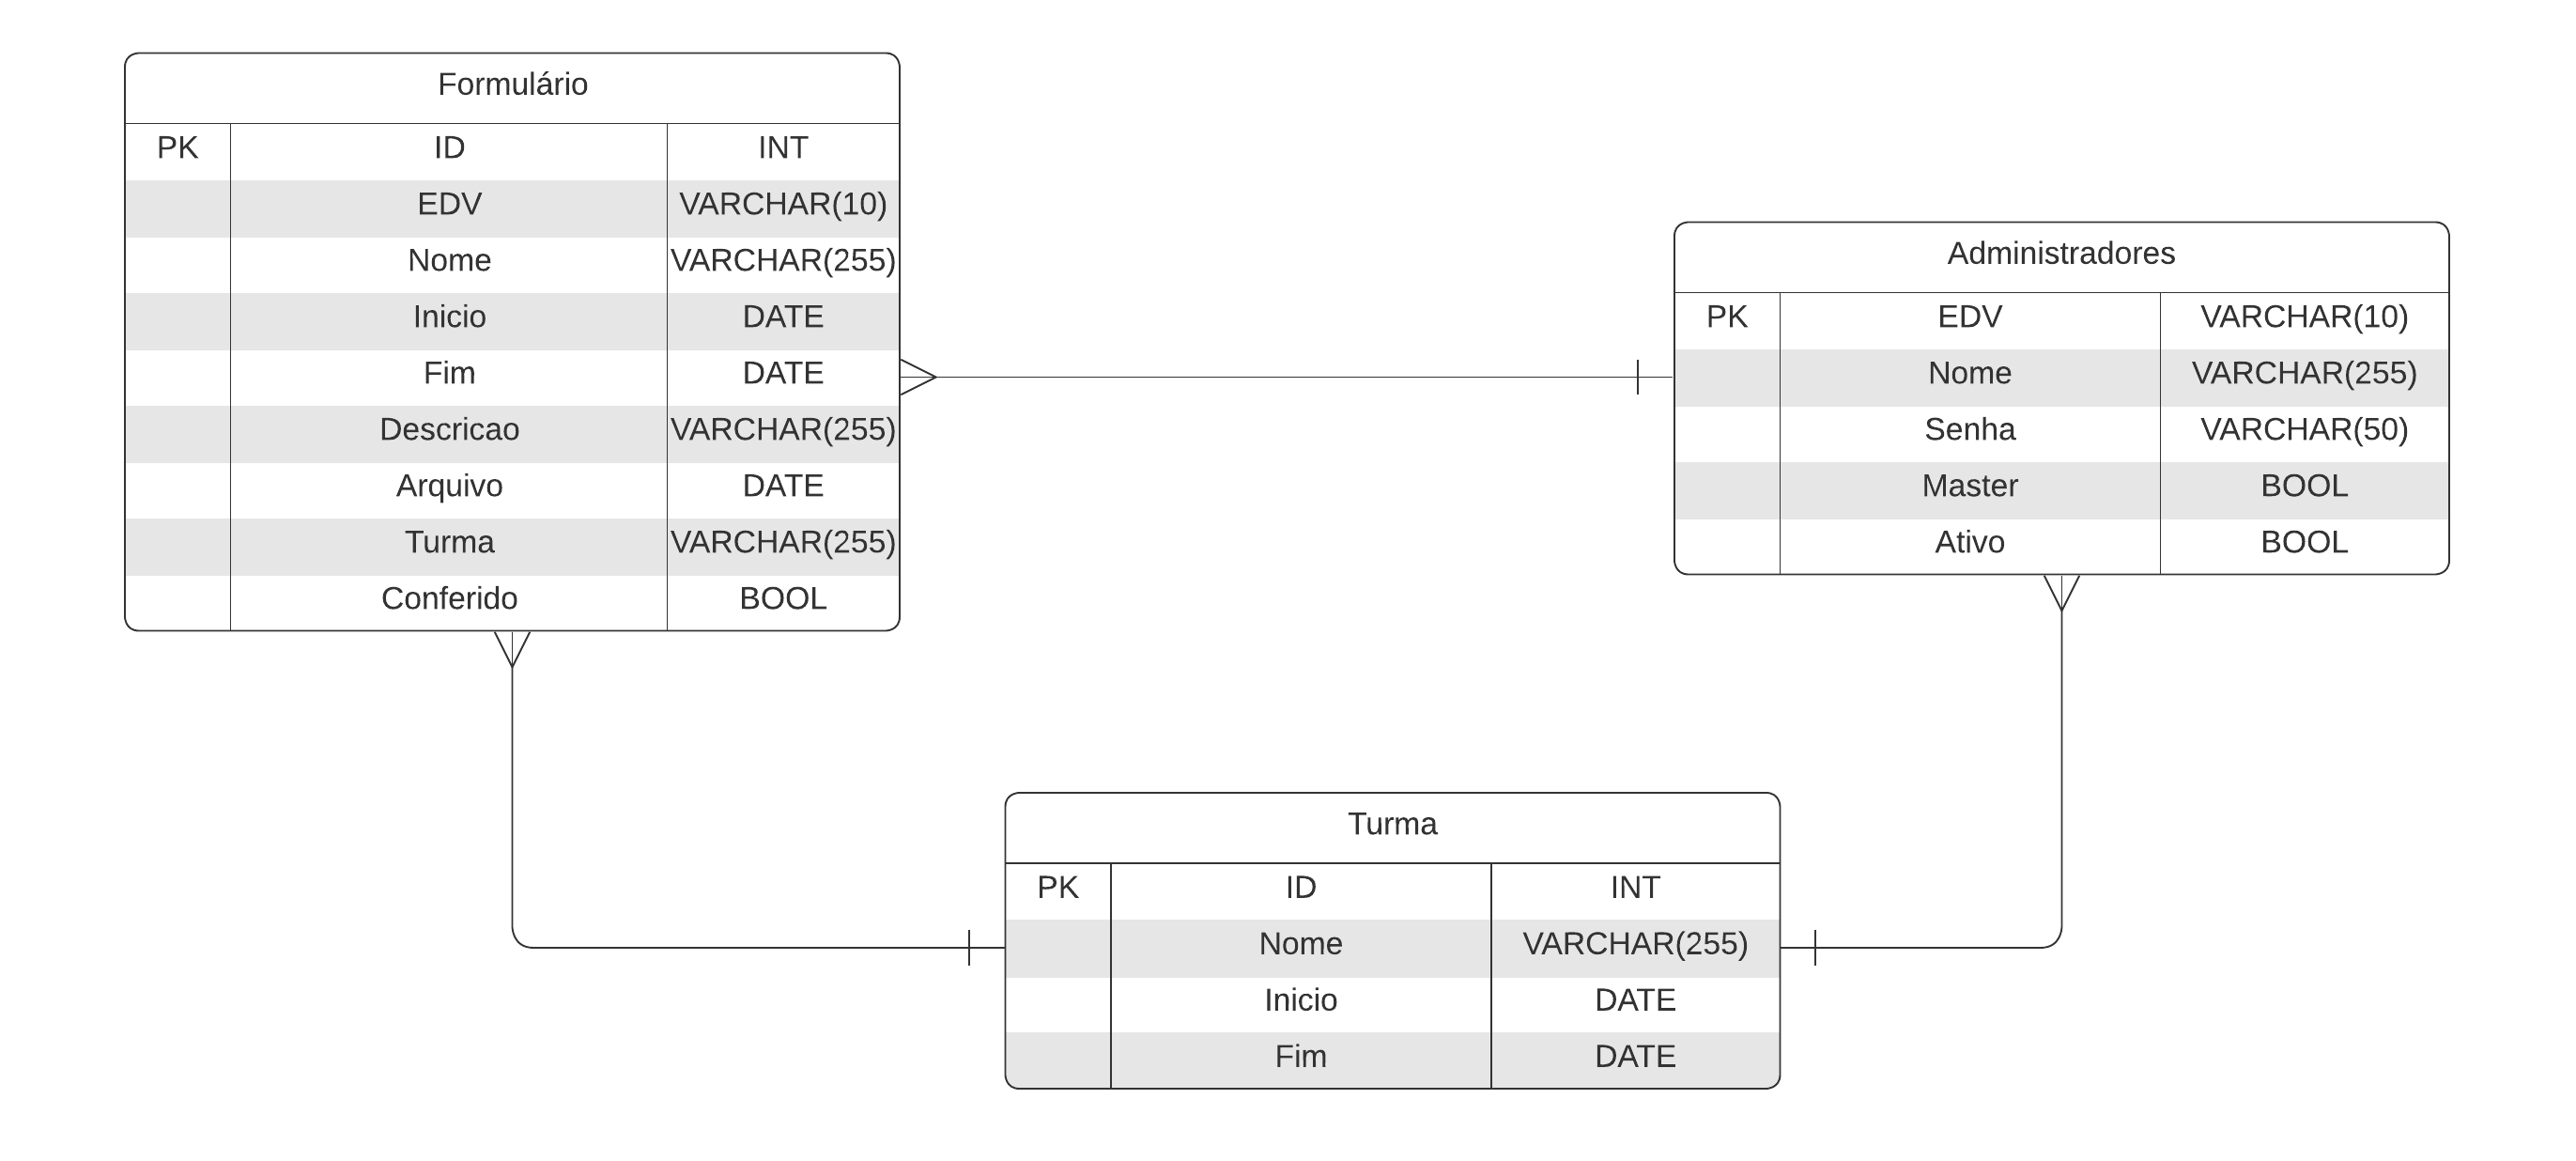 Formulário
PK ID INT
EDV VARCHAR(10)
Nome VARCHAR(255)
Inicio DATE
Fim DATE
Descricao VARCHAR(255)
Arquivo DATE
Turma VARCHAR(255)
Conferido BOOL
Administradores
PK EDV VARCHAR(10)
Nome VARCHAR(255)
Senha VARCHAR(50)
Master BOOL
Ativo BOOL
Turma
PK ID INT
Nome VARCHAR(255)
Inicio DATE
Fim DATE